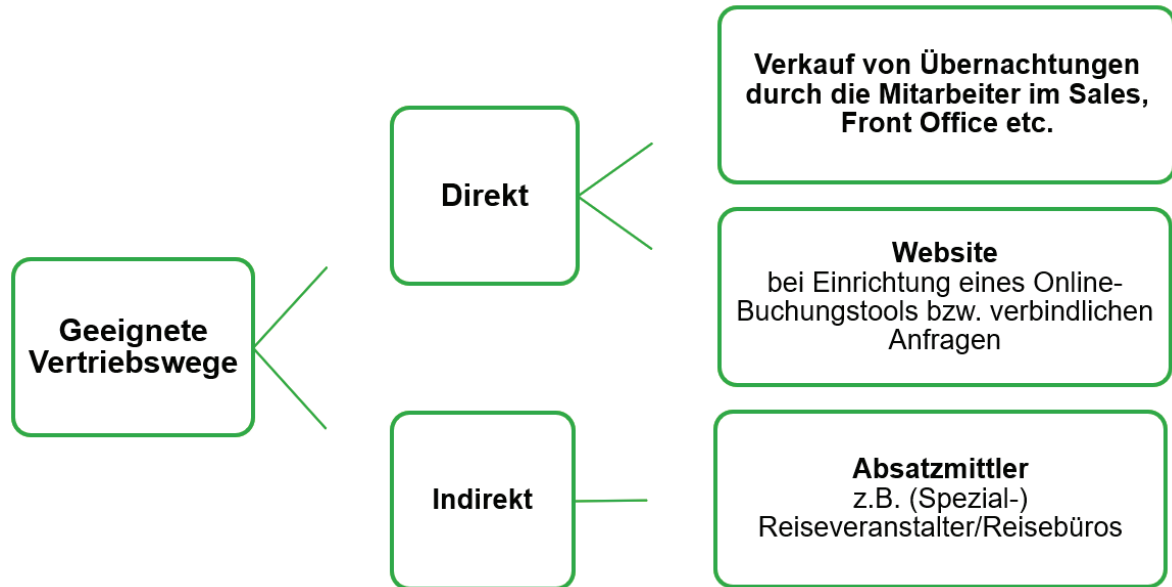 Verkauf von Übernachtungen
durch die Mitarbeiter im Sales,
Front Office etc.
Direkt
Website
bei Einrichtung eines Online-
Buchungstools bzw. verbindlichen
Anfragen
Geeignete
Vertriebswege
Indirekt
Absatzmittler
z.B. (Spezial-)
Reiseveranstalter/Reisebüros